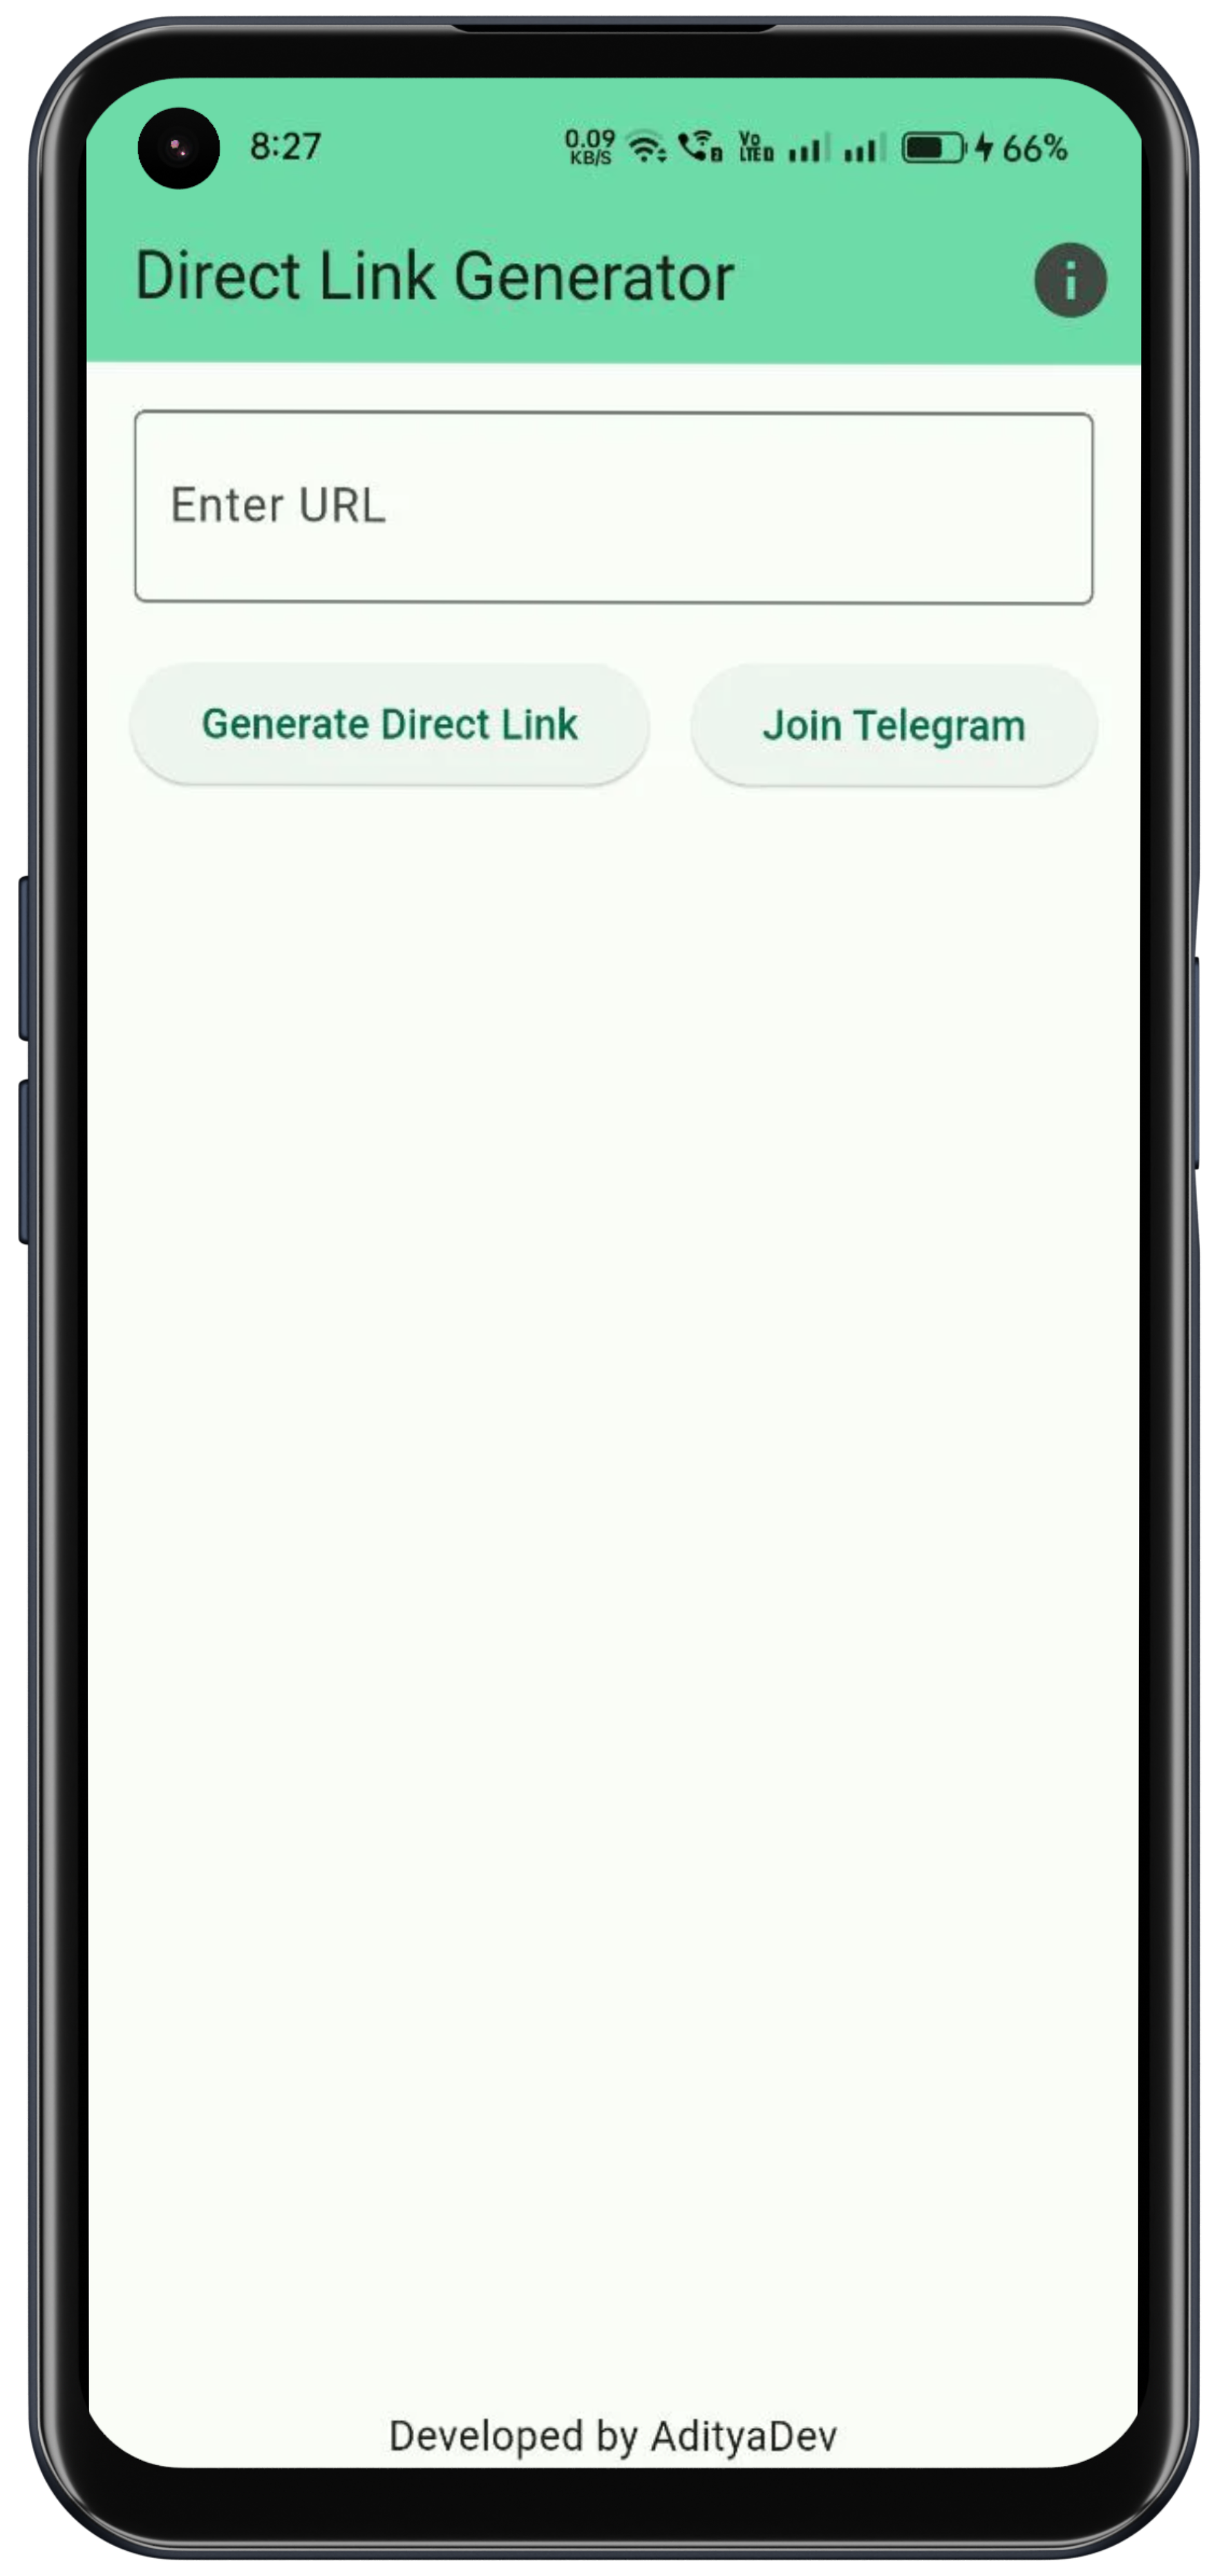 8:27
0.09
KB/S
Vo
LTE
66%
Direct Link Generator
Enter URL
Generate Direct Link
Join Telegram
Developed by AdityaDev